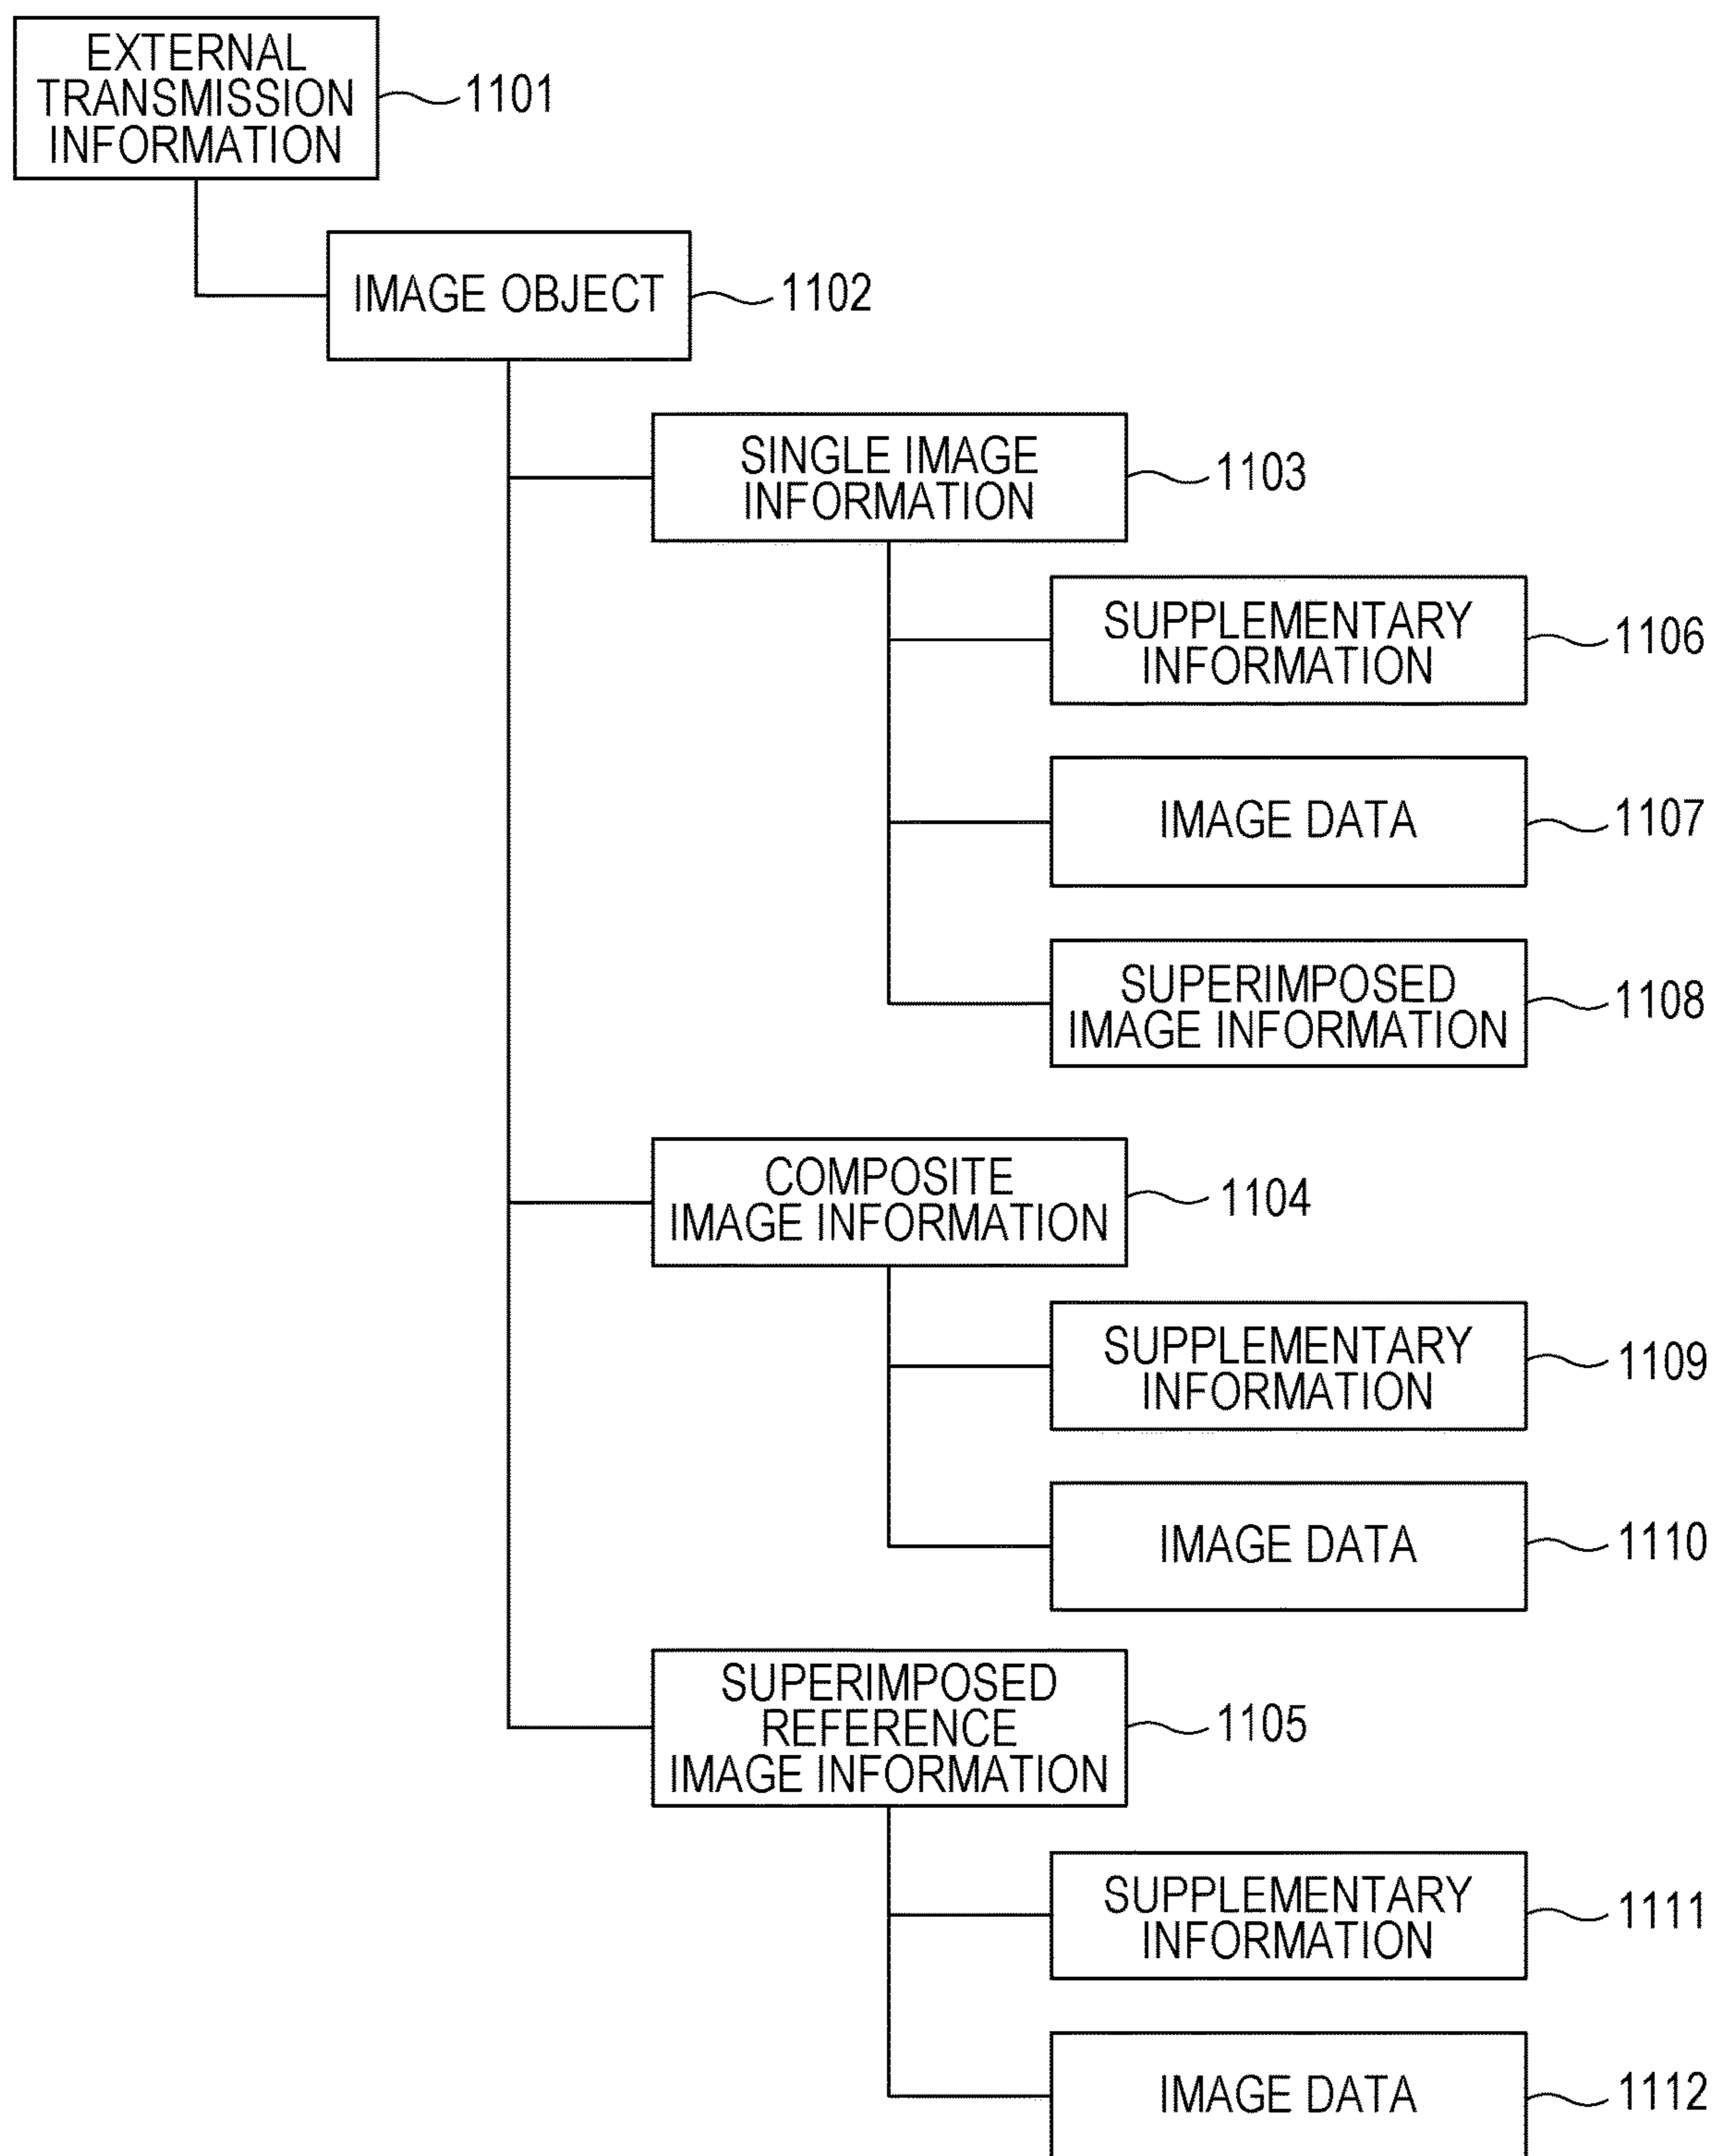 EXTERNAL
TRANSMISSION
INFORMATION
1101
IMAGE OBJECT
1102
SINGLE IMAGE
INFORMATION
1103
SUPPLEMENTARY
INFORMATION
1106
IMAGE DATA
1107
SUPERIMPOSED
IMAGE INFORMATION
1108
COMPOSITE
IMAGE INFORMATION
1104
SUPPLEMENTARY
INFORMATION
1109
IMAGE DATA
1110
SUPERIMPOSED
REFERENCE
IMAGE INFORMATION
1105
SUPPLEMENTARY
INFORMATION
1111
IMAGE DATA
1112